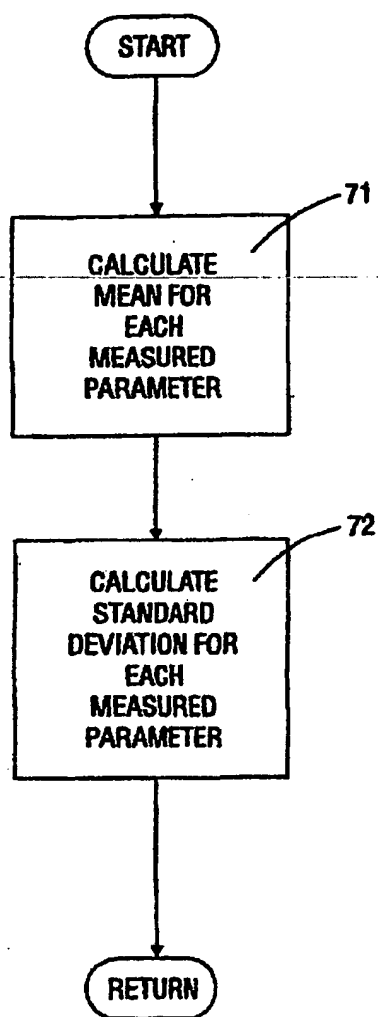 START
71
CALCULATE
MEAN FOR
EACH
MEASURED
PARAMETER
72
CALCULATE
STANDARD
DEVIATION FOR
EACH
MEASURED
PARAMETER
RETURN